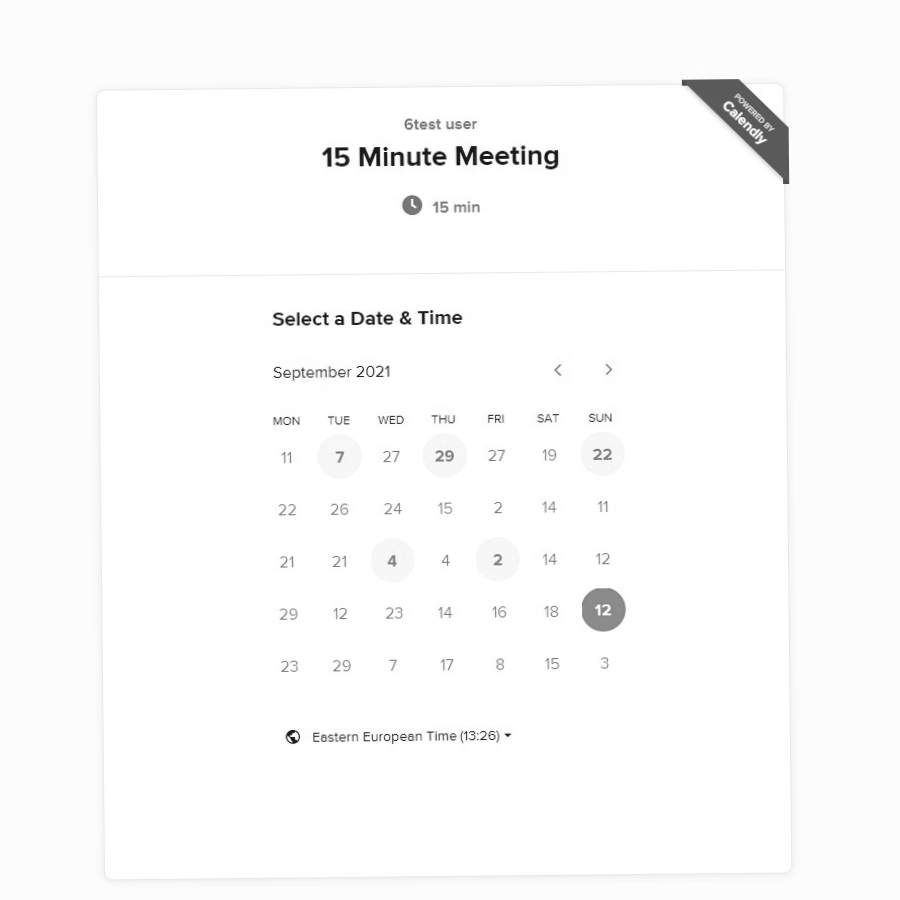 POWERED BY
Calendly
6test user
15 Minute Meeting
15 min
Select a Date & Time
September 2021
MON TUE WED THU FRI SAT SUN
11 7 27 29 27 19 22
22 26 24 15 2 14 11
21 21 4 4 2 14 12
29 12 23 14 16 18 12
23 29 7 17 8 15 3
Eastern European Time (13:26)